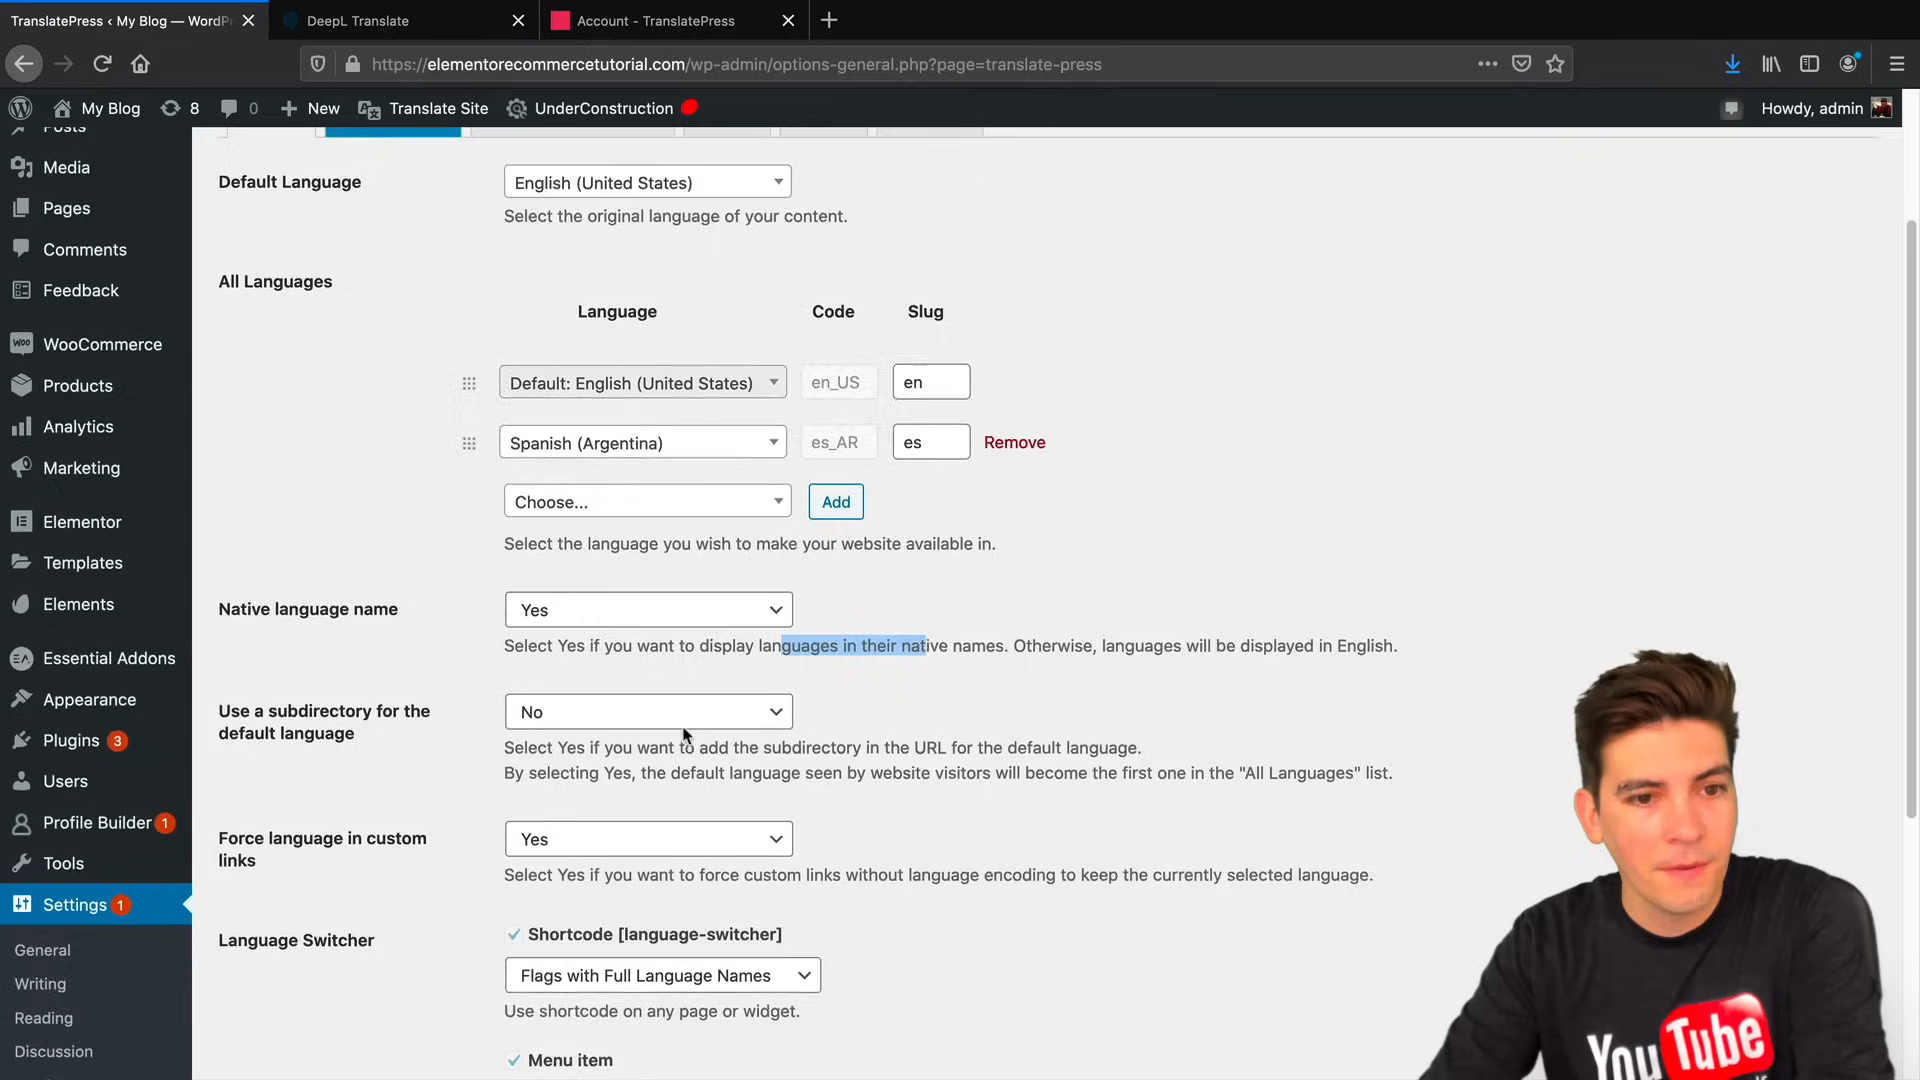 TranslatePress ‹ My Blog — WordPr
DeepL Translate
Account - TranslatePress
https://elementorecommercetutorial.com/wp-admin/options-general.php?page=translate-press
My Blog
8
0
New
Translate Site
UnderConstruction
Howdy, admin
Posts
Media
Pages
Comments
Feedback
WooCommerce
Products
Analytics
Marketing
Elementor
Templates
Elements
Essential Addons
Appearance
Plugins 3
Users
Profile Builder 1
Tools
Settings 1
General
Writing
Reading
Discussion
Default Language
English (United States)
Select the original language of your content.
All Languages
Language Code Slug
Default: English (United States) en_US en
Spanish (Argentina) es_AR es Remove
Choose... Add
Select the language you wish to make your website available in.
Native language name
Yes
Select Yes if you want to display languages in their native names. Otherwise, languages will be displayed in English.
Use a subdirectory for the
default language
No
Select Yes if you want to add the subdirectory in the URL for the default language.
By selecting Yes, the default language seen by website visitors will become the first one in the "All Languages" list.
Force language in custom
links
Yes
Select Yes if you want to force custom links without language encoding to keep the currently selected language.
Language Switcher
Shortcode [language-switcher]
Flags with Full Language Names
Use shortcode on any page or widget.
Menu item
YouTube